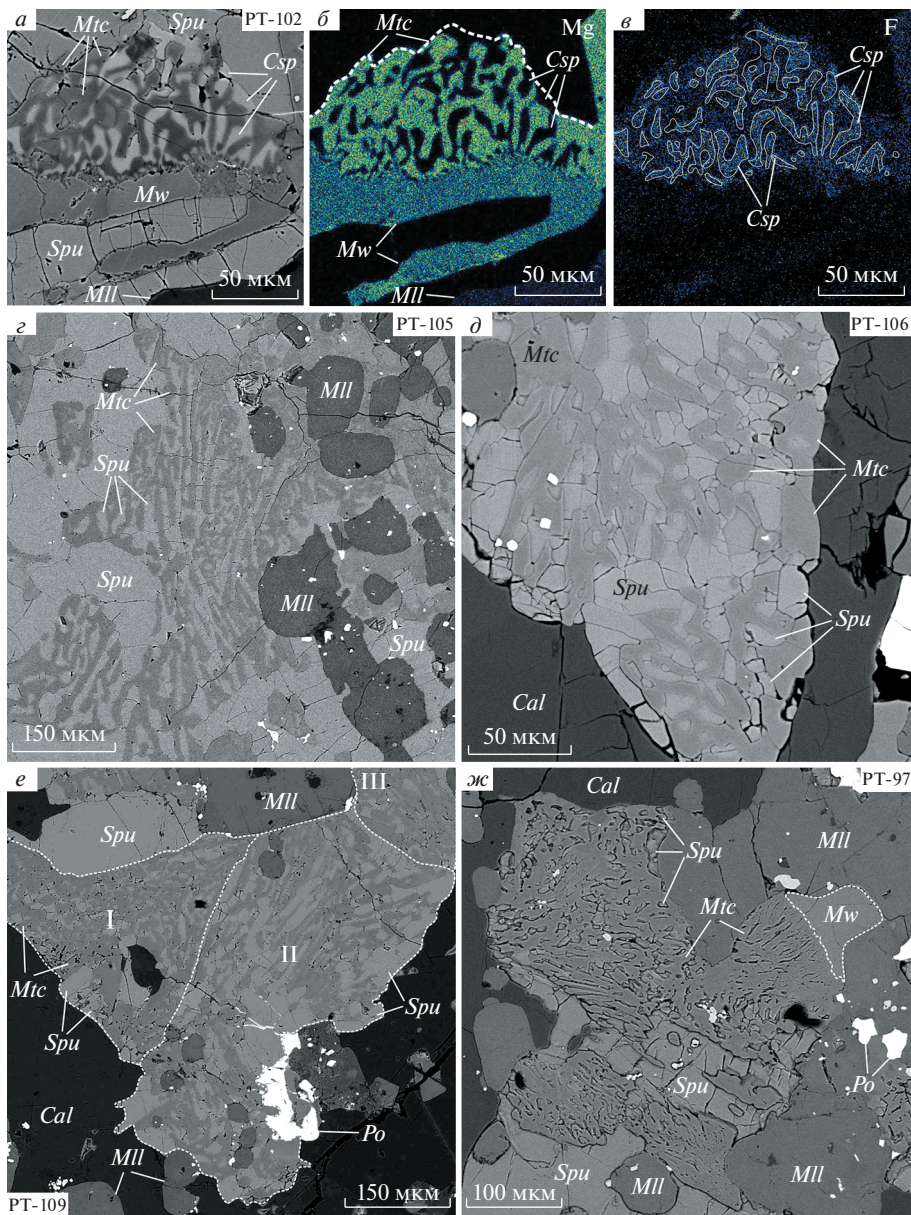 а
Spu
PT-102
Mtc
Csp
Mw
Spu
Mll
50 мкм
б
Mg
Mtc
Csp
Mw
Mll
50 мкм
в
F
Csp
Csp
50 мкм
г
PT-105
Mtc
Mll
Spu
Spu
Mll
Spu
150 мкм
д
PT-106
Mtc
Mtc
Spu
Spu
Cal
50 мкм
е
III
Mll
Spu
I
II
Mtc
Spu
Spu
Cal
Po
Mll
PT-109
150 мкм
ж
Cal
PT-97
Spu
Mll
Mtc
Mw
Po
Spu
Spu
Mll
Mll
100 мкм